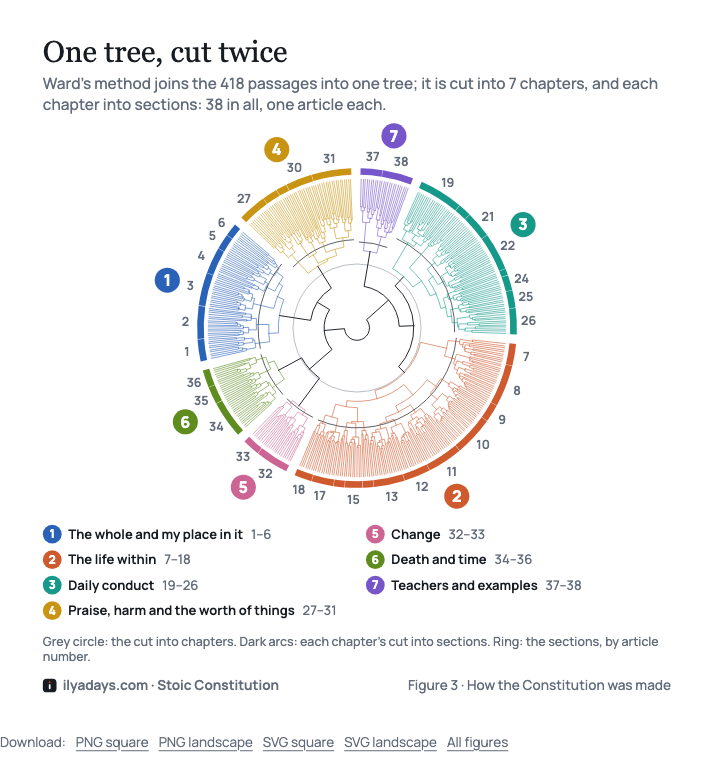 One tree, cut twice
Ward's method joins the 418 passages into one tree; it is cut into 7 chapters, and each
chapter into sections: 38 in all, one article each.
7
4
31
37
38
30
19
27
21
3
6
5
22
4
1
3
24
25
2
26
1
7
36
8
35
6
34
9
33
10
32
11
5
18
17
15
13
12
2
1 The whole and my place in it 1–6
2 The life within 7–18
3 Daily conduct 19–26
4 Praise, harm and the worth of things 27–31
5 Change 32–33
6 Death and time 34–36
7 Teachers and examples 37–38
Grey circle: the cut into chapters. Dark arcs: each chapter's cut into sections. Ring: the sections, by article
number.
i ilyadays.com · Stoic Constitution
Figure 3 · How the Constitution was made
Download: PNG square PNG landscape SVG square SVG landscape All figures